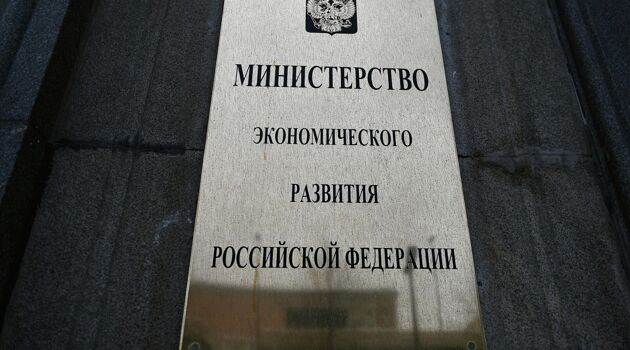 МИНИСТЕРСТВО
ЭКОНОМИЧЕСКОГО
РАЗВИТИЯ
РОССИЙСКОЙ ФЕДЕРАЦИИ